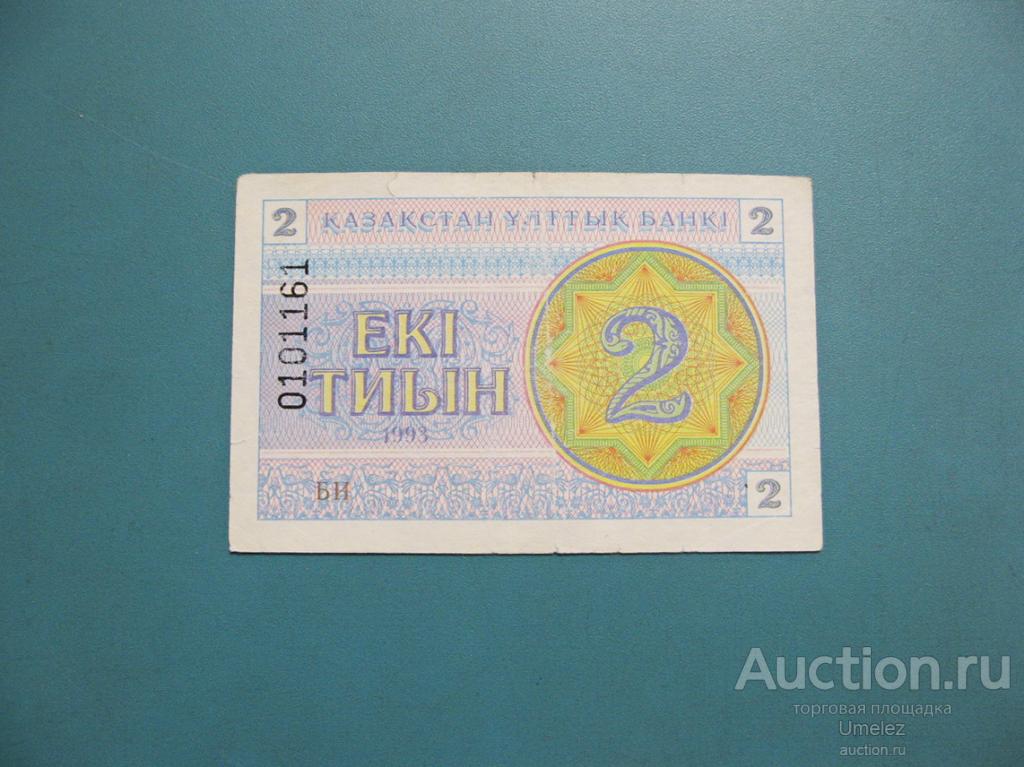 2 ҚАЗАҚСТАН ҰЛТТЫҚ БАНКІ 2
0101161
ЕКІ
ТИЫН
1993
2
БИ
2
Auction.ru
торговая площадка
Umelez
auction.ru